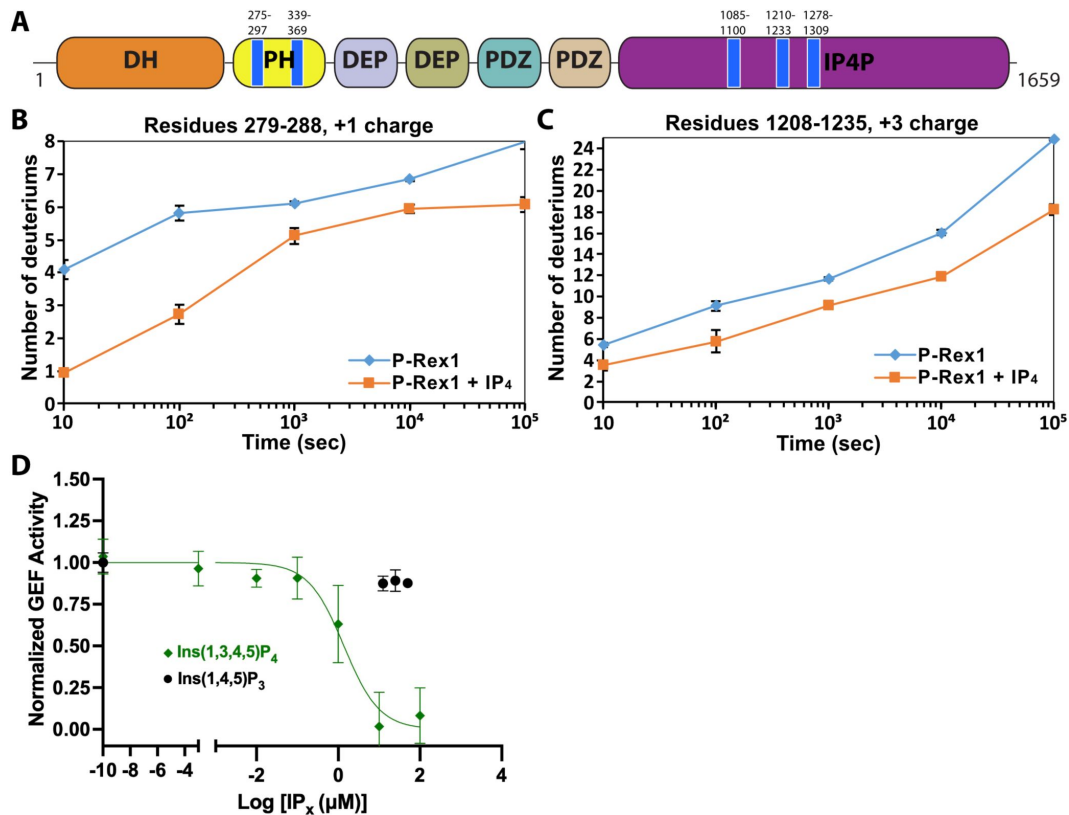 A
275-
297
339-
369
1085-
1100
1210-
1233
1278-
1309
1
DH
PH
DEP
DEP
PDZ
PDZ
IP4P
1659
B
Residues 279-288, +1 charge
Number of deuteriums
8
7
6
5
4
3
2
1
0
P-Rex1
P-Rex1 + IP₄
10
10²
10³
10⁴
10⁵
Time (sec)
C
Residues 1208-1235, +3 charge
Number of deuteriums
24
22
20
18
16
14
12
10
8
6
4
2
0
P-Rex1
P-Rex1 + IP₄
10
10²
10³
10⁴
10⁵
Time (sec)
D
Normalized GEF Activity
1.50
1.25
1.00
0.75
0.50
0.25
0.00
Ins(1,3,4,5)P₄
Ins(1,4,5)P₃
-10 -8 -6 -4 -2 0 2 4
Log [IPₓ (μM)]